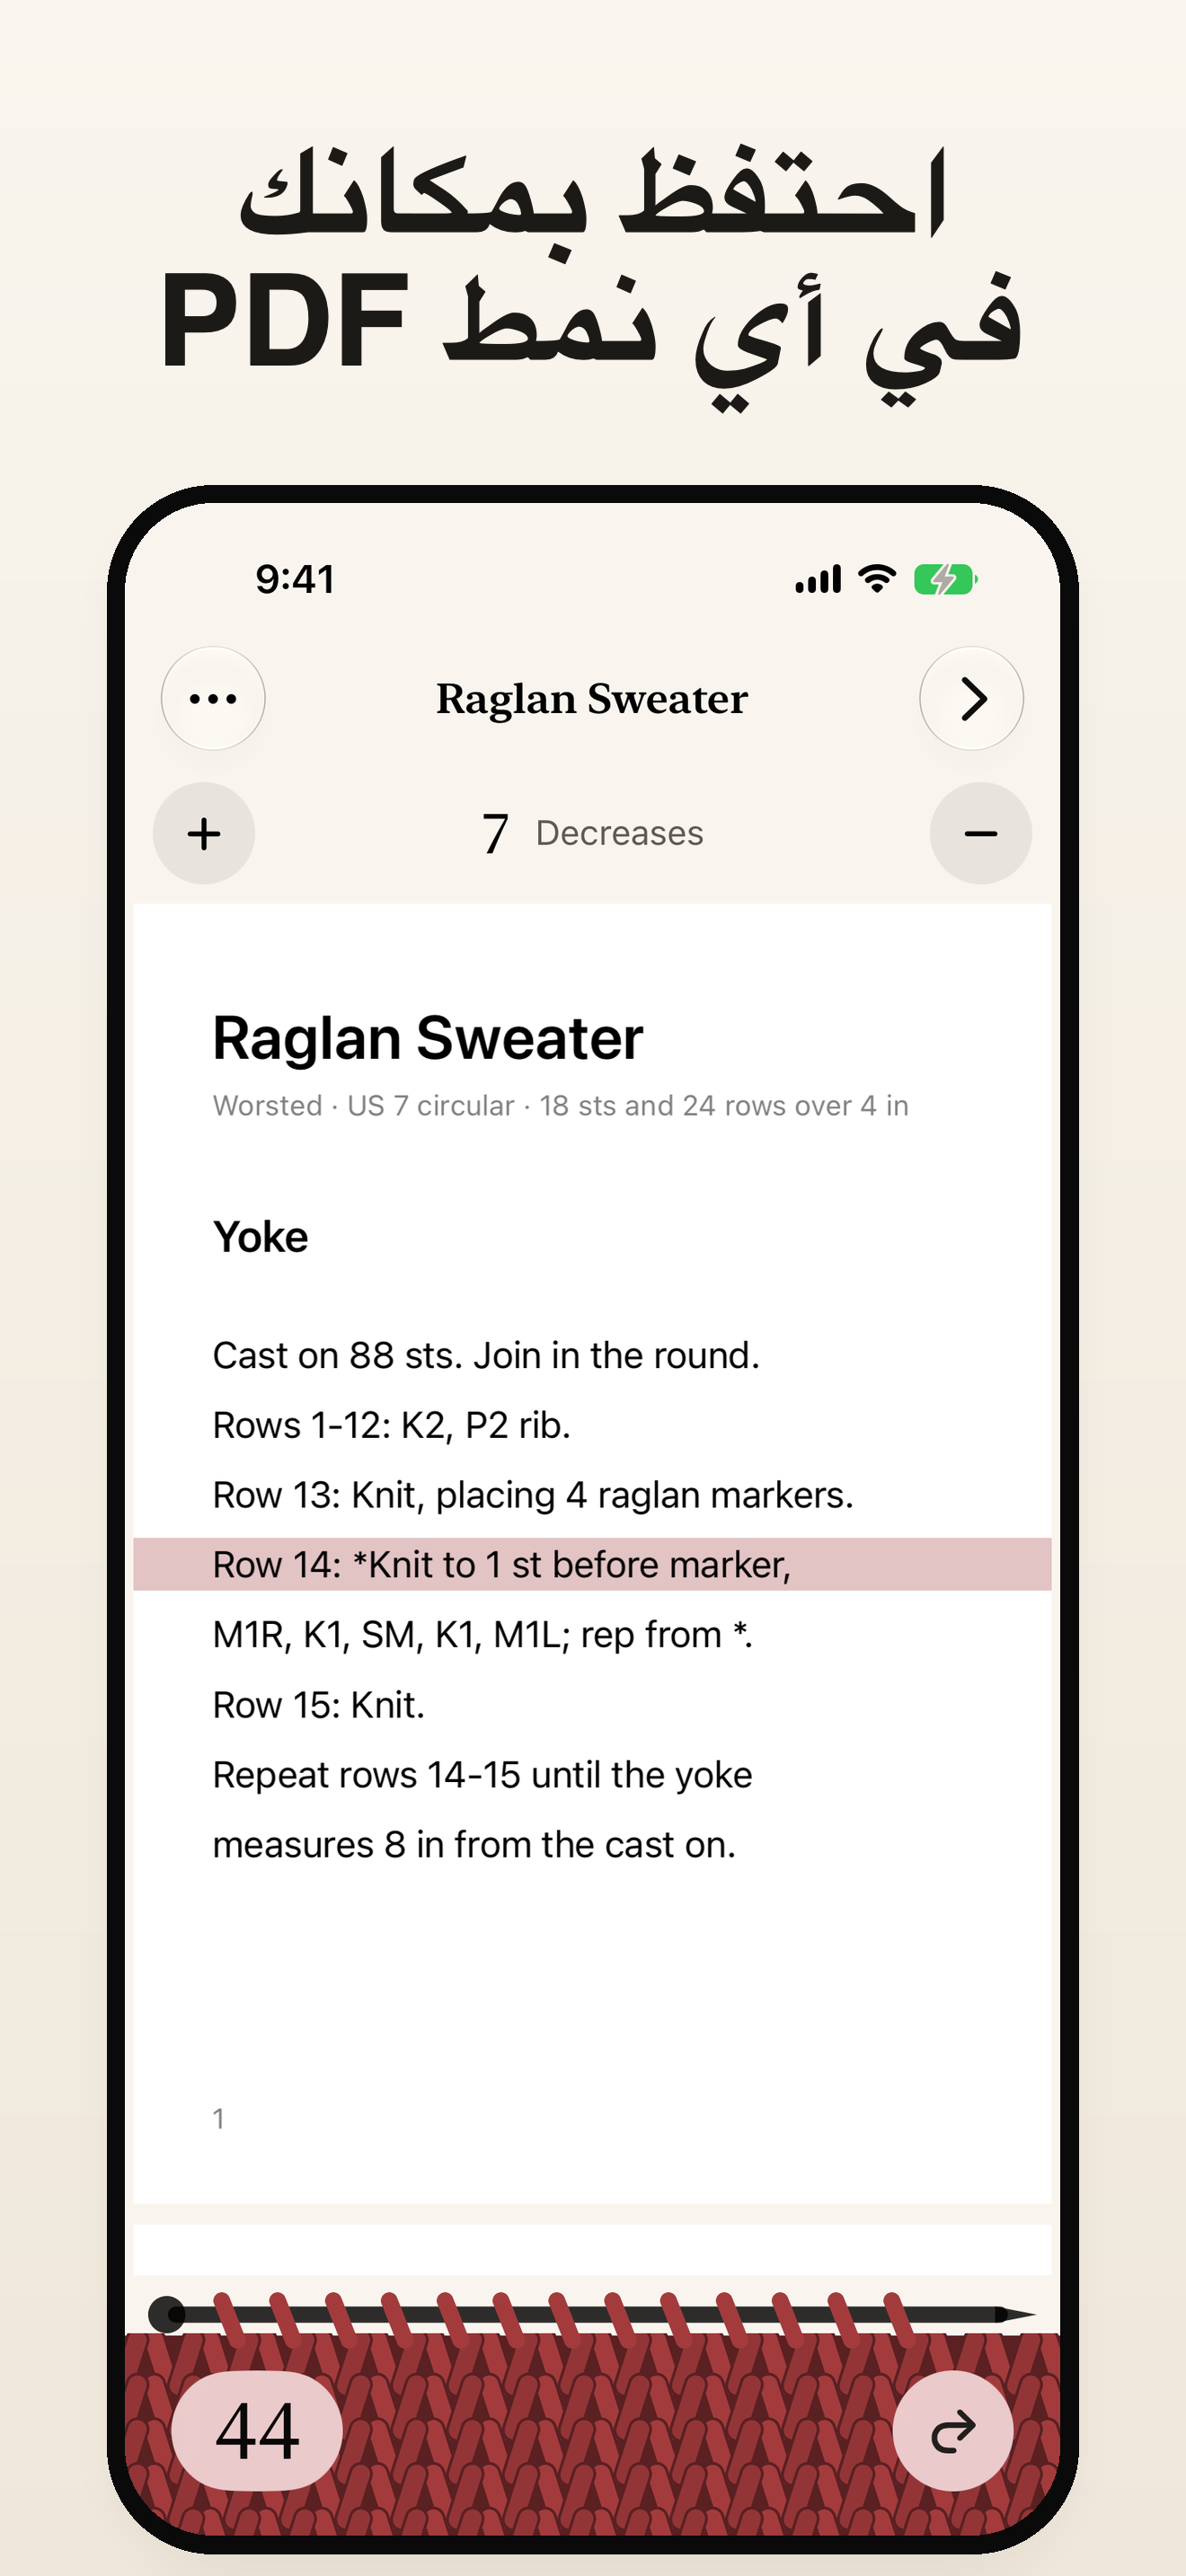 احتفظ بمكانك
في أي نمط PDF
9:41
Raglan Sweater
7 Decreases
Raglan Sweater
Worsted · US 7 circular · 18 sts and 24 rows over 4 in
Yoke
Cast on 88 sts. Join in the round.
Rows 1-12: K2, P2 rib.
Row 13: Knit, placing 4 raglan markers.
Row 14: *Knit to 1 st before marker,
M1R, K1, SM, K1, M1L; rep from *.
Row 15: Knit.
Repeat rows 14-15 until the yoke
measures 8 in from the cast on.
1
44